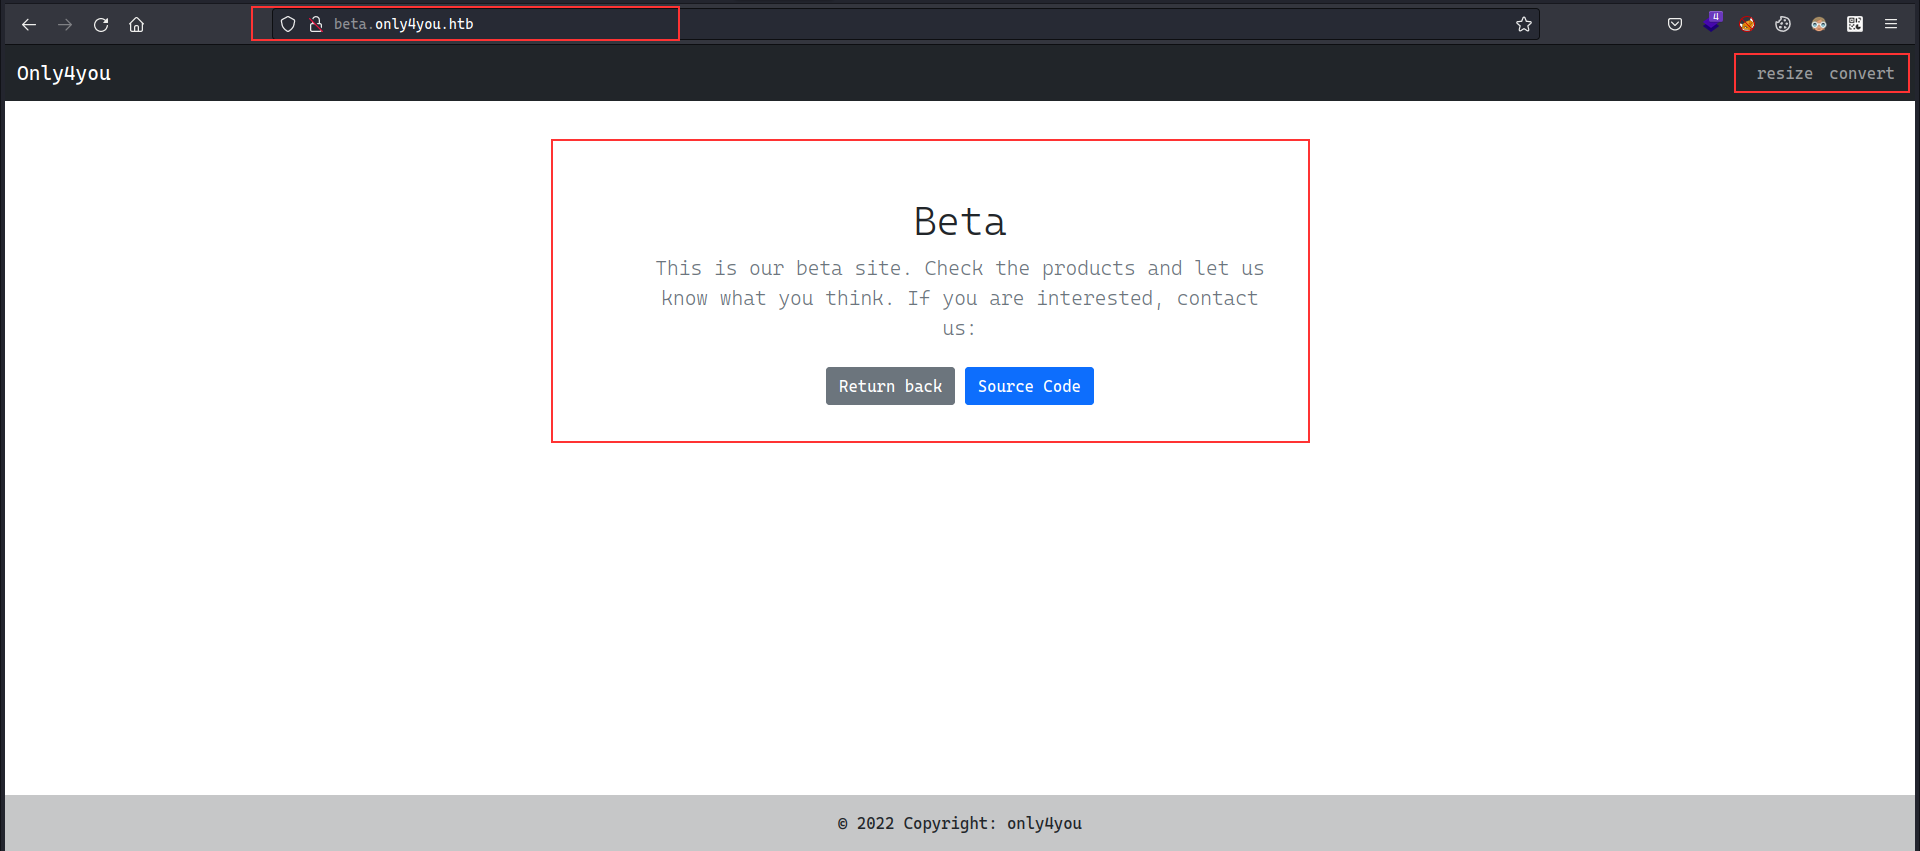 beta.only4you.htb
4
Only4you
resize convert
Beta
This is our beta site. Check the products and let us
know what you think. If you are interested, contact
us:
Return back Source Code
© 2022 Copyright: only4you